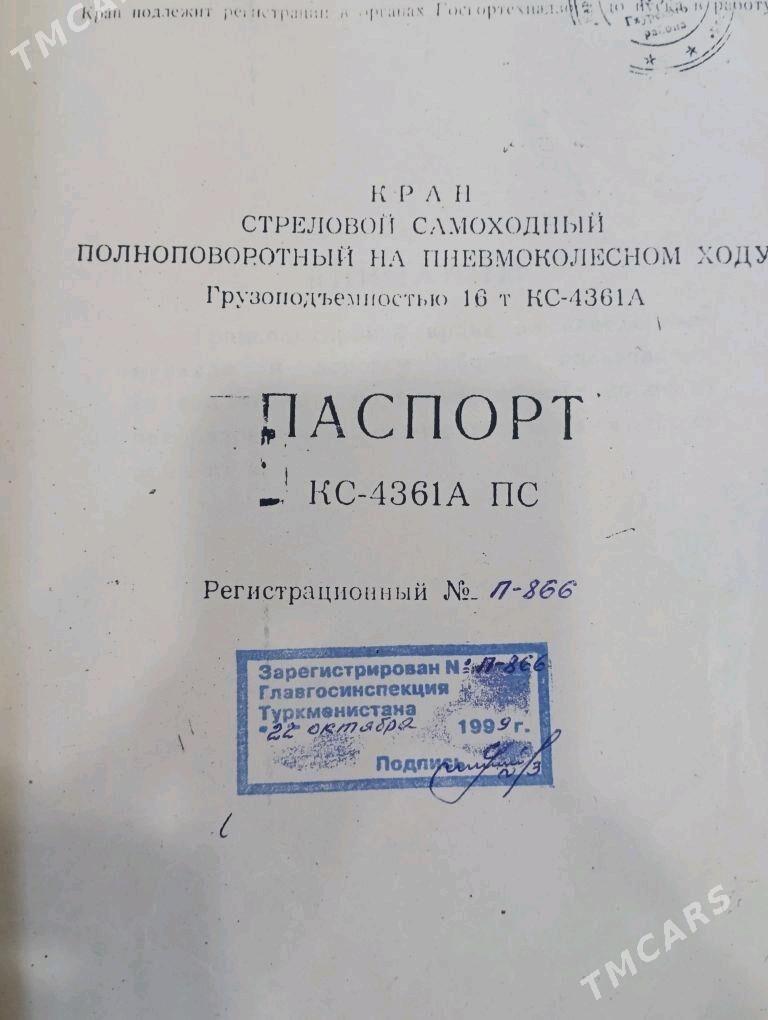 Кран подлежит регистрации в органах Госгортехнадзора до пуска в работу
района
TMCARS
КРАН
СТРЕЛОВОЙ САМОХОДНЫЙ
ПОЛНОПОВОРОТНЫЙ НА ПНЕВМОКОЛЕСНОМ ХОДУ
Грузоподъемностью 16 т КС-4361А
ПАСПОРТ
КС-4361А ПС
Регистрационный № П-866
Зарегистрирован № П-866
Главгосинспекция
Туркменистана
"22 октября 1999 г.
Подпись
TMCARS